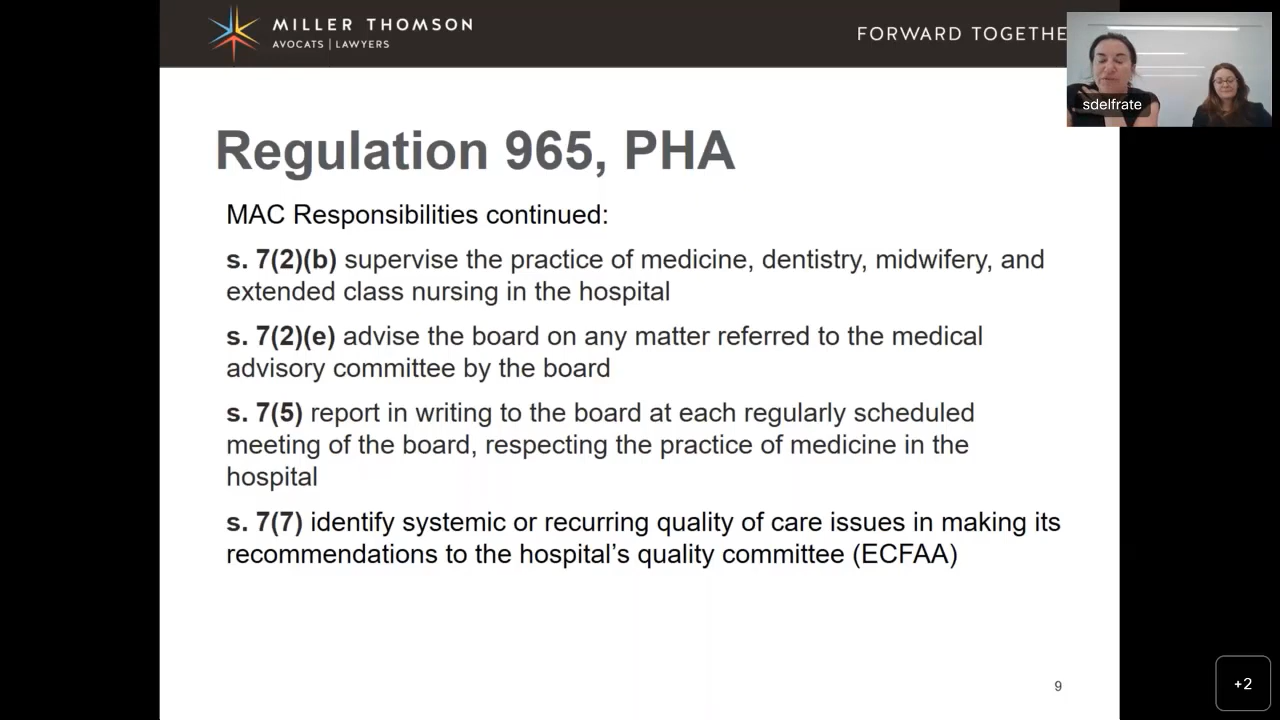 MILLER THOMSON
AVOCATS | LAWYERS
FORWARD TOGETHE
sdelfrate
Regulation 965, PHA
MAC Responsibilities continued:
s. 7(2)(b) supervise the practice of medicine, dentistry, midwifery, and
extended class nursing in the hospital
s. 7(2)(e) advise the board on any matter referred to the medical
advisory committee by the board
s. 7(5) report in writing to the board at each regularly scheduled
meeting of the board, respecting the practice of medicine in the
hospital
s. 7(7) identify systemic or recurring quality of care issues in making its
recommendations to the hospital's quality committee (ECFAA)
9
+2